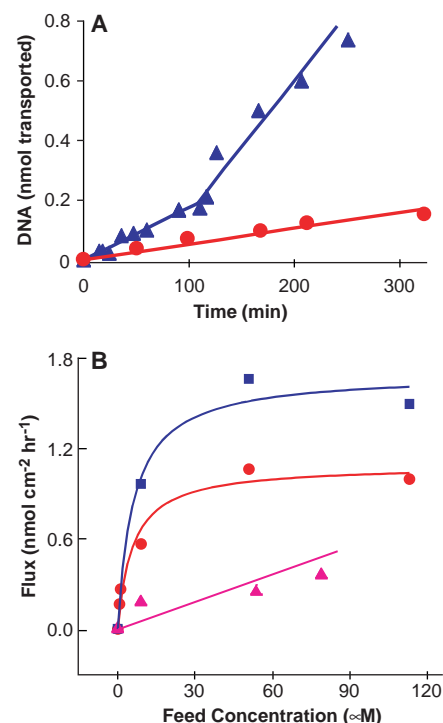 A
0.8
0.6
0.4
0.2
0
DNA (nmol transported)
0 100 200 300
Time (min)
B
1.8
1.2
0.6
0.0
Flux (nmol cm⁻² hr⁻¹)
0 30 60 90 120
Feed Concentration (∝M)